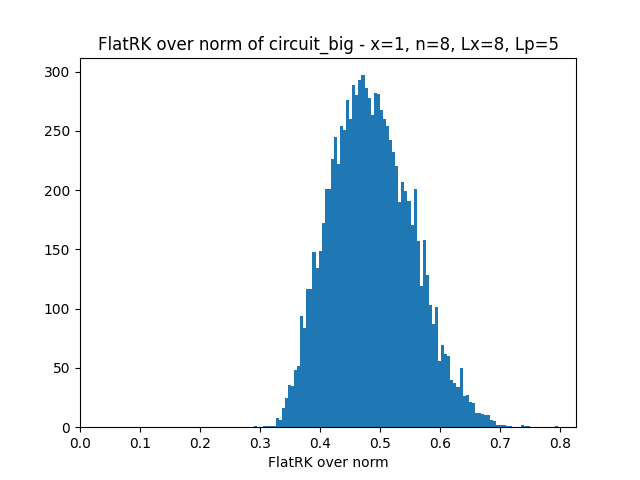 FlatRK over norm of circuit_big - x=1, n=8, Lx=8, Lp=5
300
250
200
150
100
50
0
0.0 0.1 0.2 0.3 0.4 0.5 0.6 0.7 0.8
FlatRK over norm